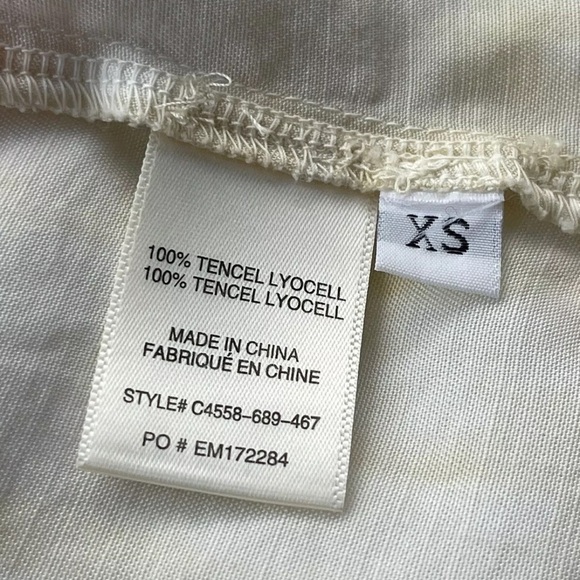 100% TENCEL LYOCELL
100% TENCEL LYOCELL
MADE IN CHINA
FABRIQUÉ EN CHINE
STYLE# C4558-689-467
PO # EM172284
XS